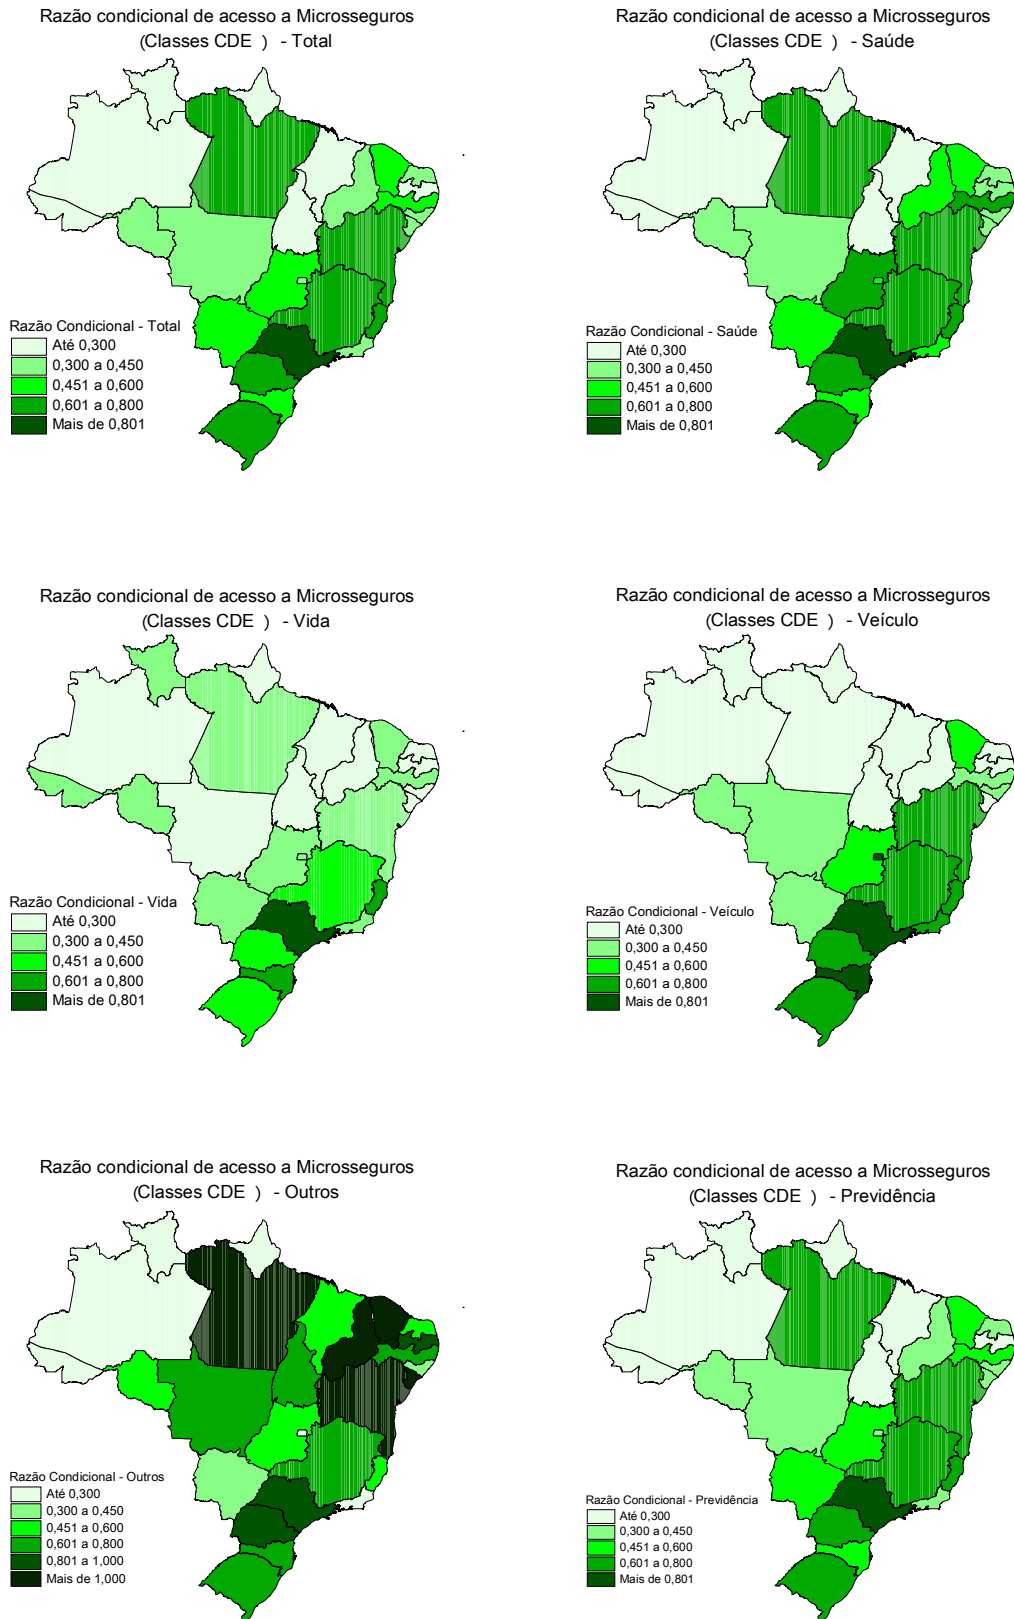 Razão condicional de acesso a Microsseguros
(Classes CDE ) - Total
Razão Condicional - Total
Até 0,300
0,300 a 0,450
0,451 a 0,600
0,601 a 0,800
Mais de 0,801
Razão condicional de acesso a Microsseguros
(Classes CDE ) - Saúde
Razão Condicional - Saúde
Até 0,300
0,300 a 0,450
0,451 a 0,600
0,601 a 0,800
Mais de 0,801
Razão condicional de acesso a Microsseguros
(Classes CDE ) - Vida
Razão Condicional - Vida
Até 0,300
0,300 a 0,450
0,451 a 0,600
0,601 a 0,800
Mais de 0,801
Razão condicional de acesso a Microsseguros
(Classes CDE ) - Veículo
Razão Condicional - Veículo
Até 0,300
0,300 a 0,450
0,451 a 0,600
0,601 a 0,800
Mais de 0,801
Razão condicional de acesso a Microsseguros
(Classes CDE ) - Outros
Razão Condicional - Outros
Até 0,300
0,300 a 0,450
0,451 a 0,600
0,601 a 0,800
0,801 a 1,000
Mais de 1,000
Razão condicional de acesso a Microsseguros
(Classes CDE ) - Previdência
Razão Condicional - Previdência
Até 0,300
0,300 a 0,450
0,451 a 0,600
0,601 a 0,800
Mais de 0,801